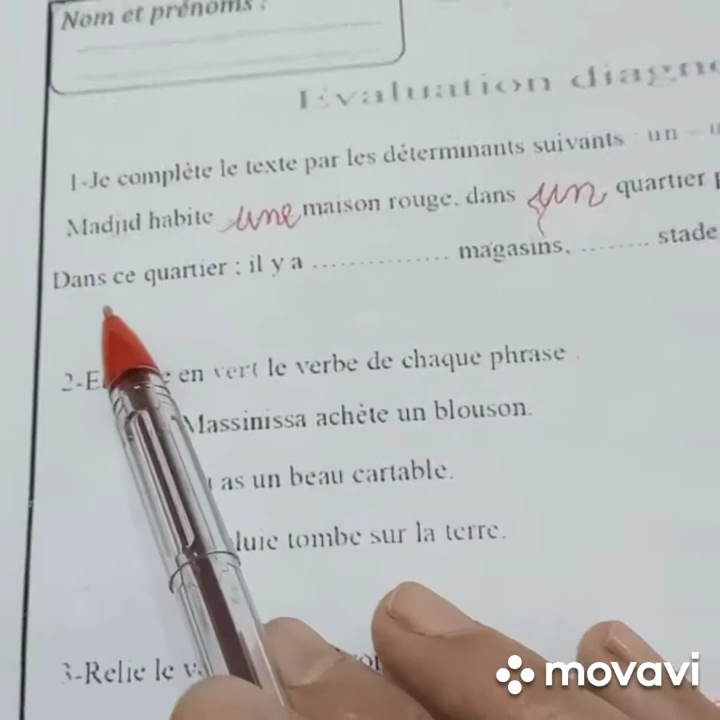 Nom et prénoms :
Evaluation diagn
1-Je complète le texte par les déterminants suivants : un –
Madjid habite une maison rouge, dans un quartier
Dans ce quartier : il y a .............. magasins, ........ stade
2-E en vert le verbe de chaque phrase .
Massinissa achète un blouson.
as un beau cartable.
luie tombe sur la terre.
3-Relie le
movavi